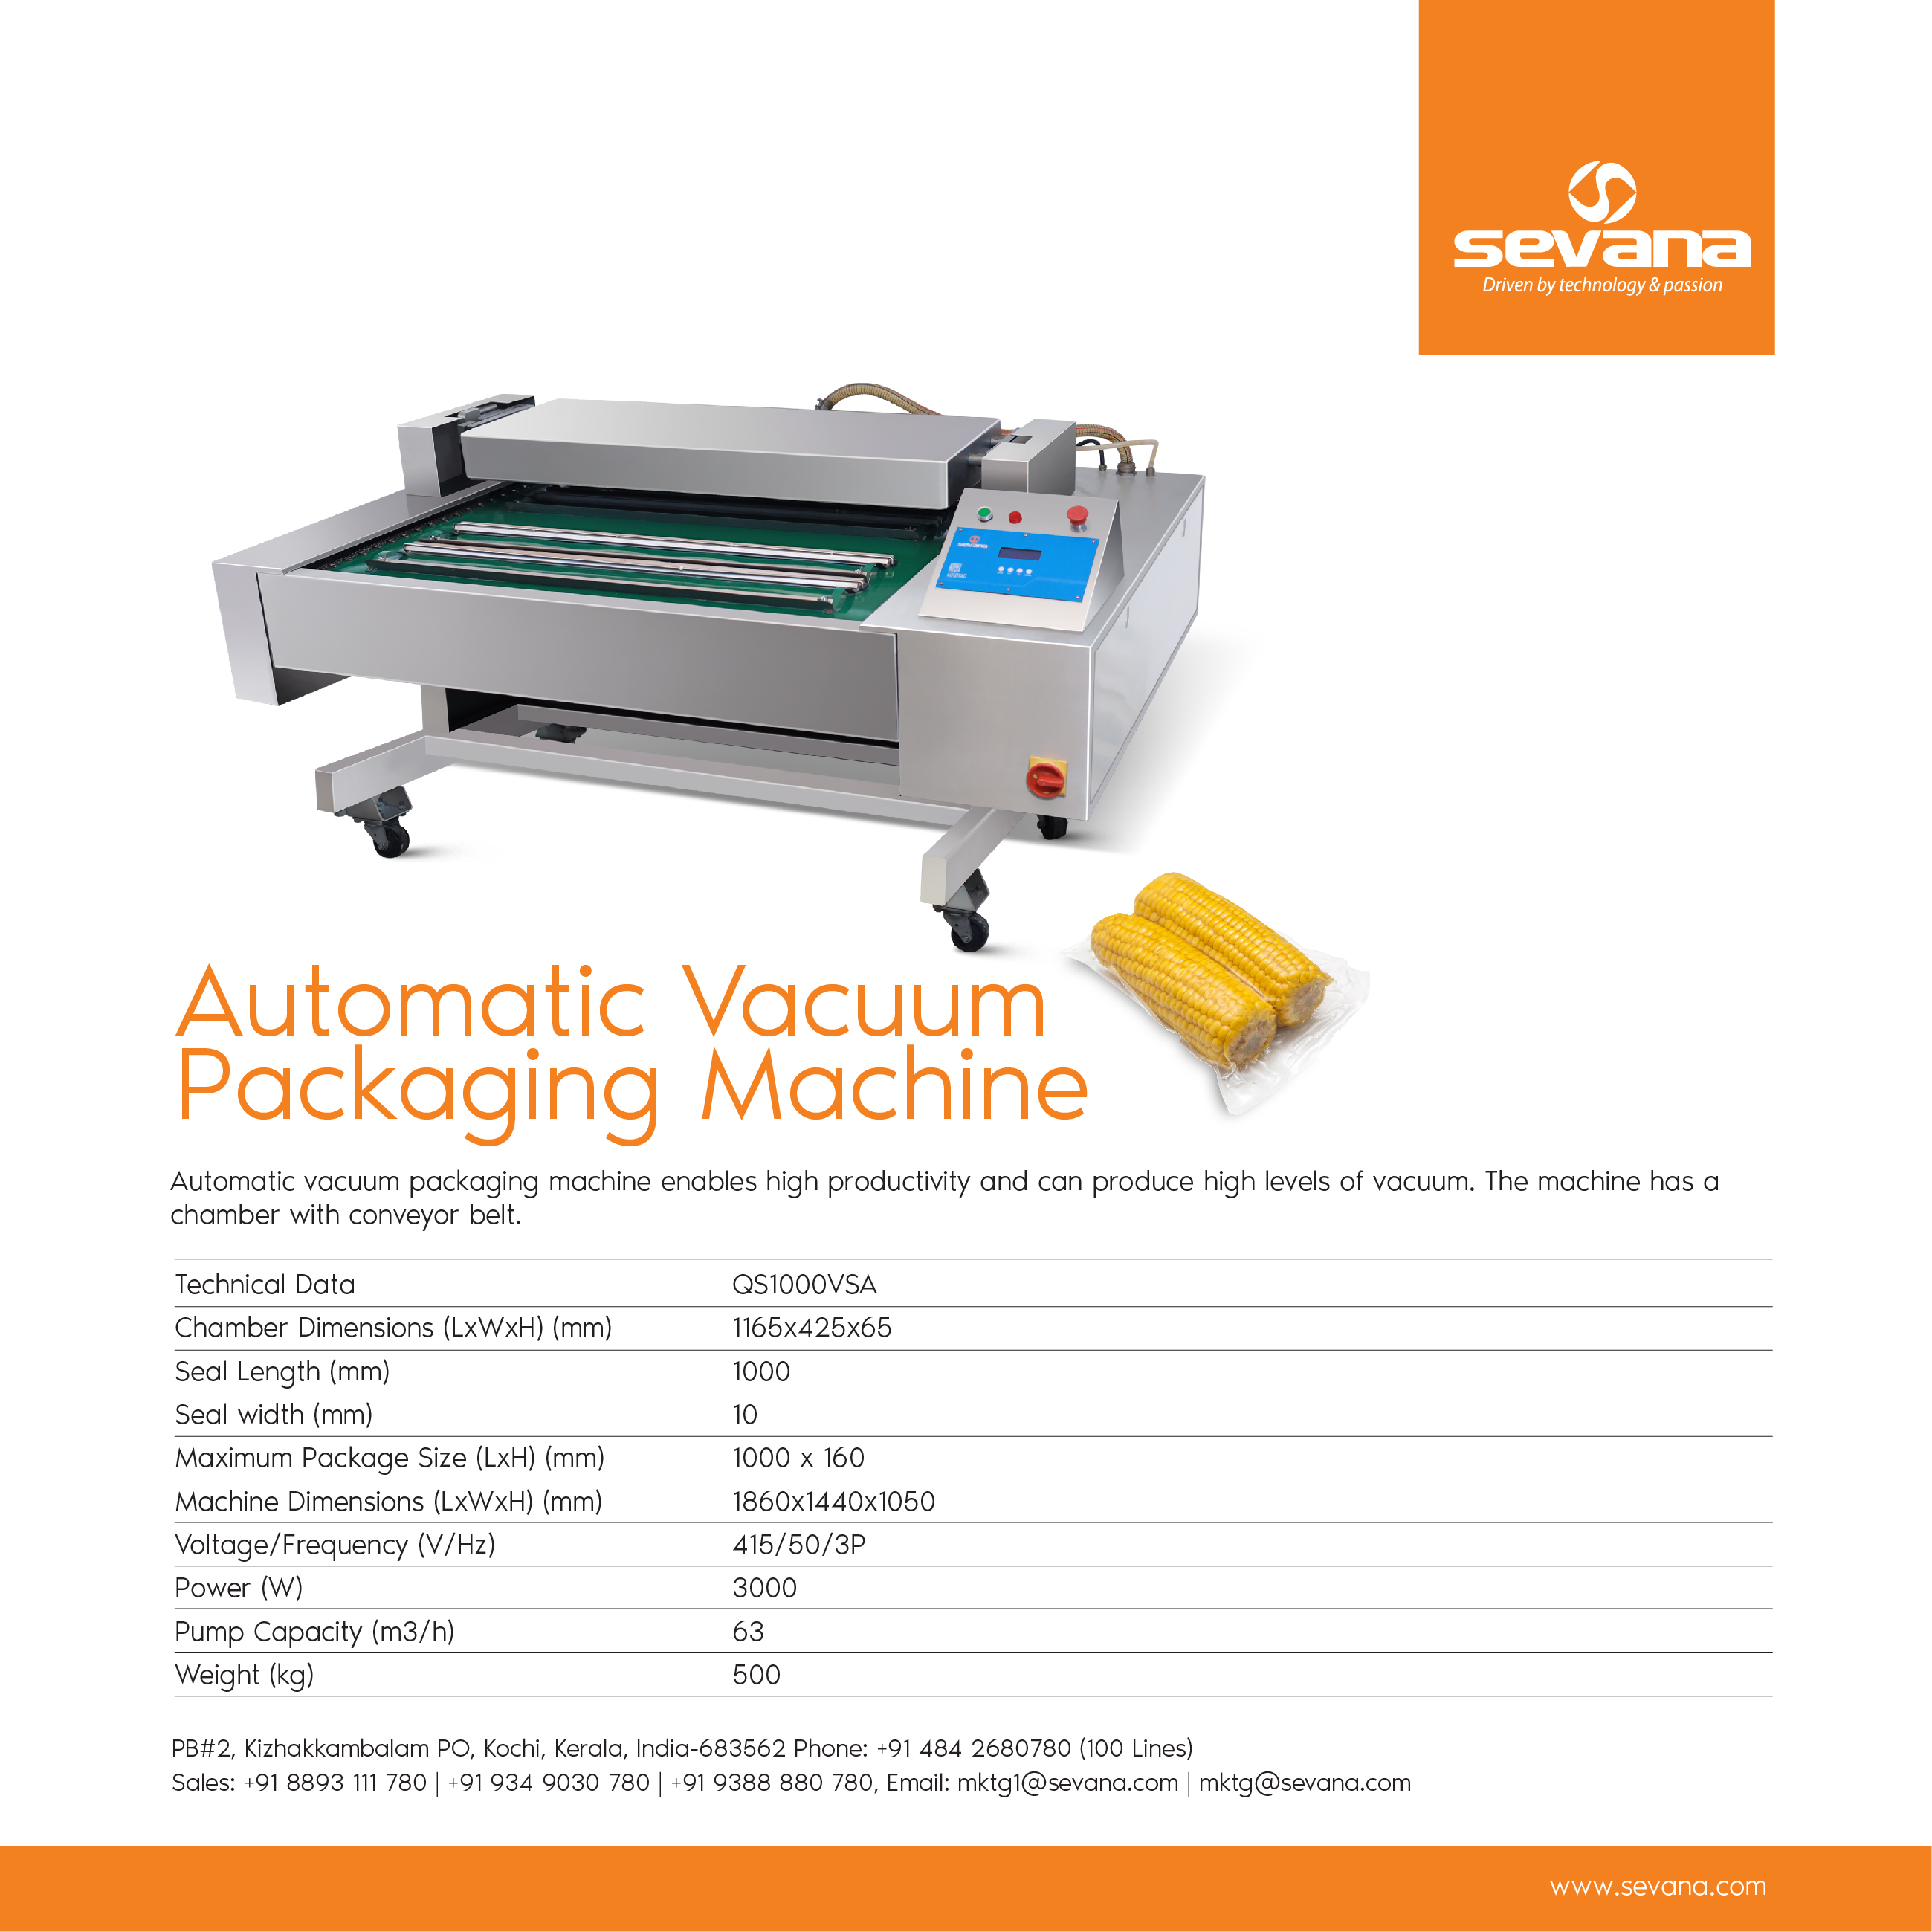 sevana
Driven by technology & passion
sevana
Automatic Vacuum
Packaging Machine
Automatic vacuum packaging machine enables high productivity and can produce high levels of vacuum. The machine has a
chamber with conveyor belt.
Technical Data QS1000VSA
Chamber Dimensions (LxWxH) (mm) 1165x425x65
Seal Length (mm) 1000
Seal width (mm) 10
Maximum Package Size (LxH) (mm) 1000 x 160
Machine Dimensions (LxWxH) (mm) 1860x1440x1050
Voltage/Frequency (V/Hz) 415/50/3P
Power (W) 3000
Pump Capacity (m3/h) 63
Weight (kg) 500
PB#2, Kizhakkambalam PO, Kochi, Kerala, India-683562 Phone: +91 484 2680780 (100 Lines)
Sales: +91 8893 111 780 | +91 934 9030 780 | +91 9388 880 780, Email: mktg1@sevana.com | mktg@sevana.com
www.sevana.com